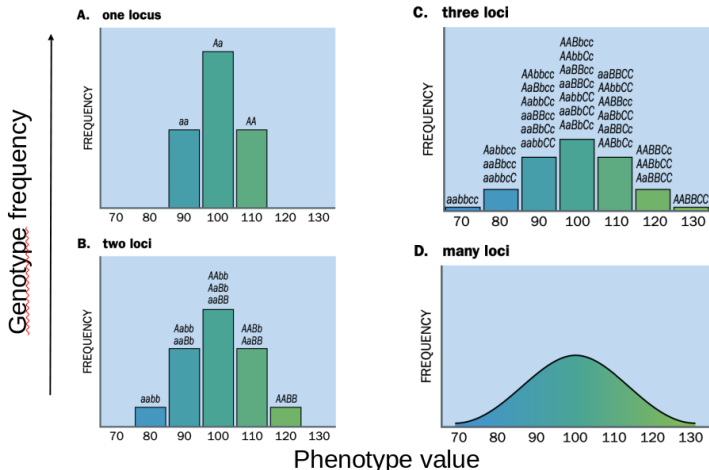 A. one locus
FREQUENCY
aa
Aa
AA
70 80 90 100 110 120 130
B. two loci
FREQUENCY
aabb
Aabb
aaBb
AAbb
AaBb
aaBB
AABb
AaBB
AABB
70 80 90 100 110 120 130
C. three loci
FREQUENCY
aabbcc
Aabbcc
aaBbcc
aabbcC
AAbbcc
AaBbcc
AabbCc
aaBBcc
aaBbCc
aabbCC
AABbcc
AAbbCc
AaBBcc
AabbCC
aaBBCc
aaBbCC
AaBbCc
aaBBCC
AAbbCC
AABBcc
AaBbCC
AaBBCc
AABbCc
AABBCc
AABbCC
AaBBCC
AABBCC
70 80 90 100 110 120 130
D. many loci
FREQUENCY
70 80 90 100 110 120 130
Genotype frequency
Phenotype value